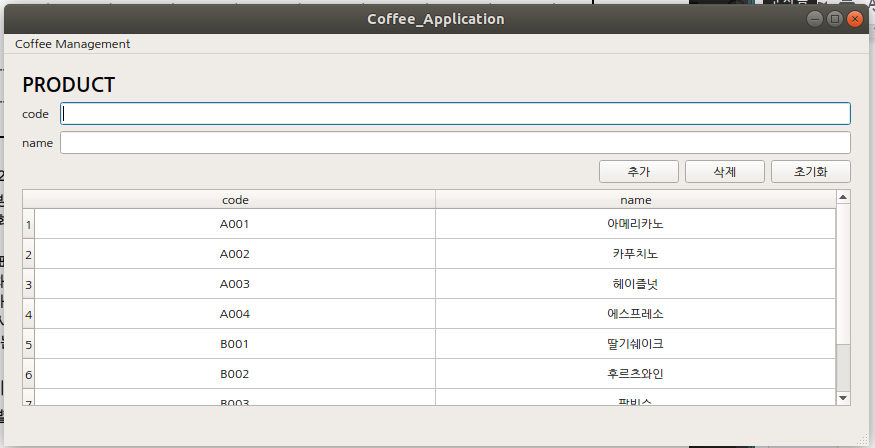 Coffee_Application
Coffee Management
PRODUCT
code
name
추가 삭제 초기화
code name
1 A001 아메리카노
2 A002 카푸치노
3 A003 헤이즐넛
4 A004 에스프레소
5 B001 딸기쉐이크
6 B002 후르츠와인
7 B003 팥빙수